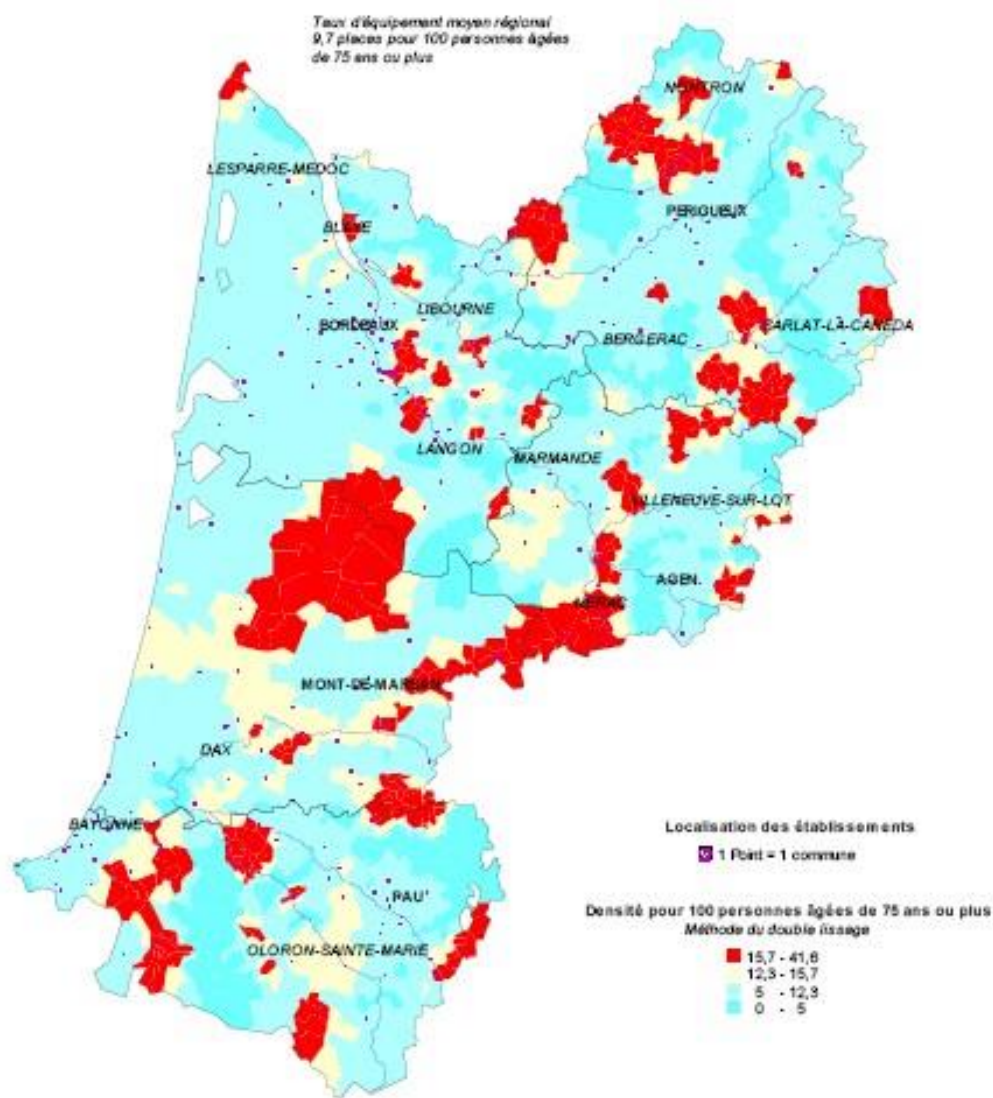 Taux d'équipement moyen régional
9,7 places pour 100 personnes âgées
de 75 ans ou plus
NONTRON
LESPARRE-MEDOC
PERIGUEUX
BLAYE
LIBOURNE
BORDEAUX
SARLAT-LA-CANEDA
BERGERAC
LANGON
MARMANDE
VILLENEUVE-SUR-LOT
AGEN
NERAC
MONT-DE-MARSAN
DAX
BAYONNE
PAU
OLORON-SAINTE-MARIE
Localisation des établissements
1 Point = 1 commune
Densité pour 100 personnes âgées de 75 ans ou plus
Méthode du double lissage
15,7 - 41,6
12,3 - 15,7
5 - 12,3
0 - 5